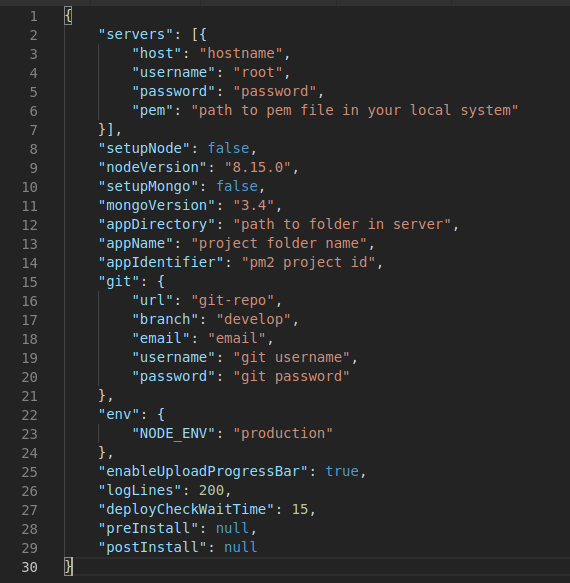 1 {
2 "servers": [{
3 "host": "hostname",
4 "username": "root",
5 "password": "password",
6 "pem": "path to pem file in your local system"
7 }],
8 "setupNode": false,
9 "nodeVersion": "8.15.0",
10 "setupMongo": false,
11 "mongoVersion": "3.4",
12 "appDirectory": "path to folder in server",
13 "appName": "project folder name",
14 "appIdentifier": "pm2 project id",
15 "git": {
16 "url": "git-repo",
17 "branch": "develop",
18 "email": "email",
19 "username": "git username",
20 "password": "git password"
21 },
22 "env": {
23 "NODE_ENV": "production"
24 },
25 "enableUploadProgressBar": true,
26 "logLines": 200,
27 "deployCheckWaitTime": 15,
28 "preInstall": null,
29 "postInstall": null
30 }